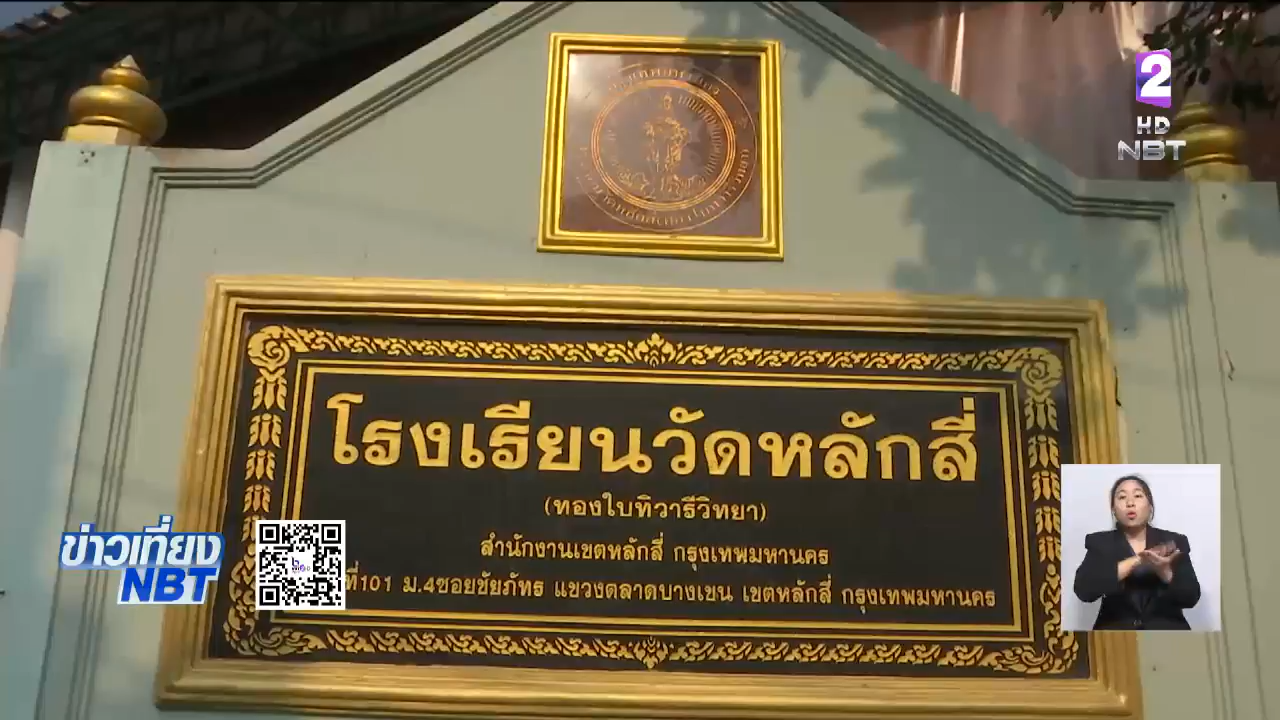 2
HD
NBT
โรงเรียนวัดหลักสี่
(ทองใบทิวารีวิทยา)
สำนักงานเขตหลักสี่ กรุงเทพมหานคร
ที่101 ม.4ซอยชัยภัทร แขวงตลาดบางเขน เขตหลักสี่ กรุงเทพมหานคร
ข่าวเที่ยง
NBT